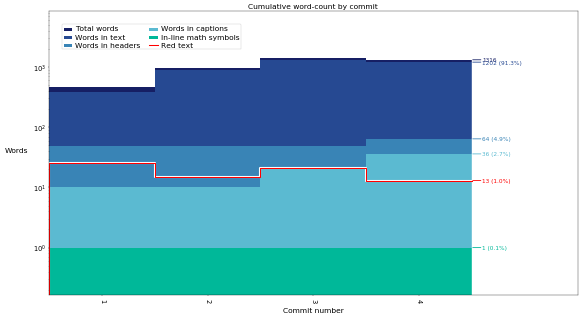 Cumulative word-count by commit
Total words
Words in text
Words in headers
Words in captions
In-line math symbols
Red text
Words
10³
10²
10¹
10⁰
1316
1202 (91.3%)
64 (4.9%)
36 (2.7%)
13 (1.0%)
1 (0.1%)
1
2
3
4
Commit number